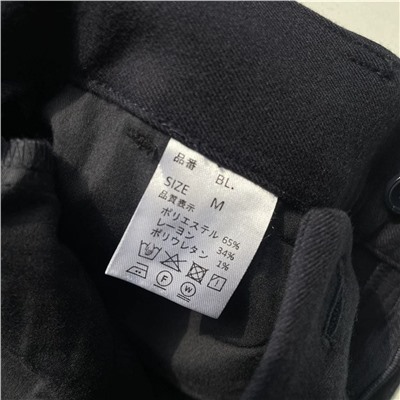 品番 BL.
SIZE M
品質表示
ポリエステル 65%
レーヨン 34%
ポリウレタン 1%
F W